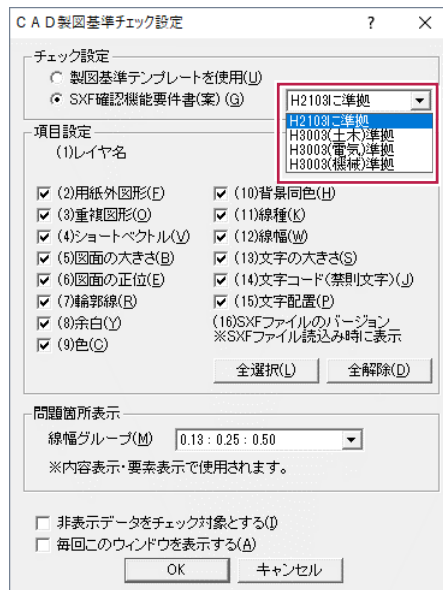 CAD製図基準チェック設定 ? ×
チェック設定
製図基準テンプレートを使用(U)
SXF確認機能要件書(案) (G) H2103に準拠
H2103に準拠
H3003(土木)準拠
H3003(電気)準拠
H3003(機械)準拠
項目設定
(1)レイヤ名
(2)用紙外図形(F)
(3)重複図形(O)
(4)ショートベクトル(V)
(5)図面の大きさ(B)
(6)図面の正位(E)
(7)輪郭線(R)
(8)余白(Y)
(9)色(C)
(10)背景同色(H)
(11)線種(K)
(12)線幅(W)
(13)文字の大きさ(S)
(14)文字コード(禁則文字)(J)
(15)文字配置(P)
(16)SXFファイルのバージョン
※SXFファイル読込み時に表示
全選択(L) 全解除(D)
問題箇所表示
線幅グループ(M) 0.13 : 0.25 : 0.50
※内容表示・要素表示で使用されます。
非表示データをチェック対象とする(I)
毎回このウィンドウを表示する(A)
OK キャンセル